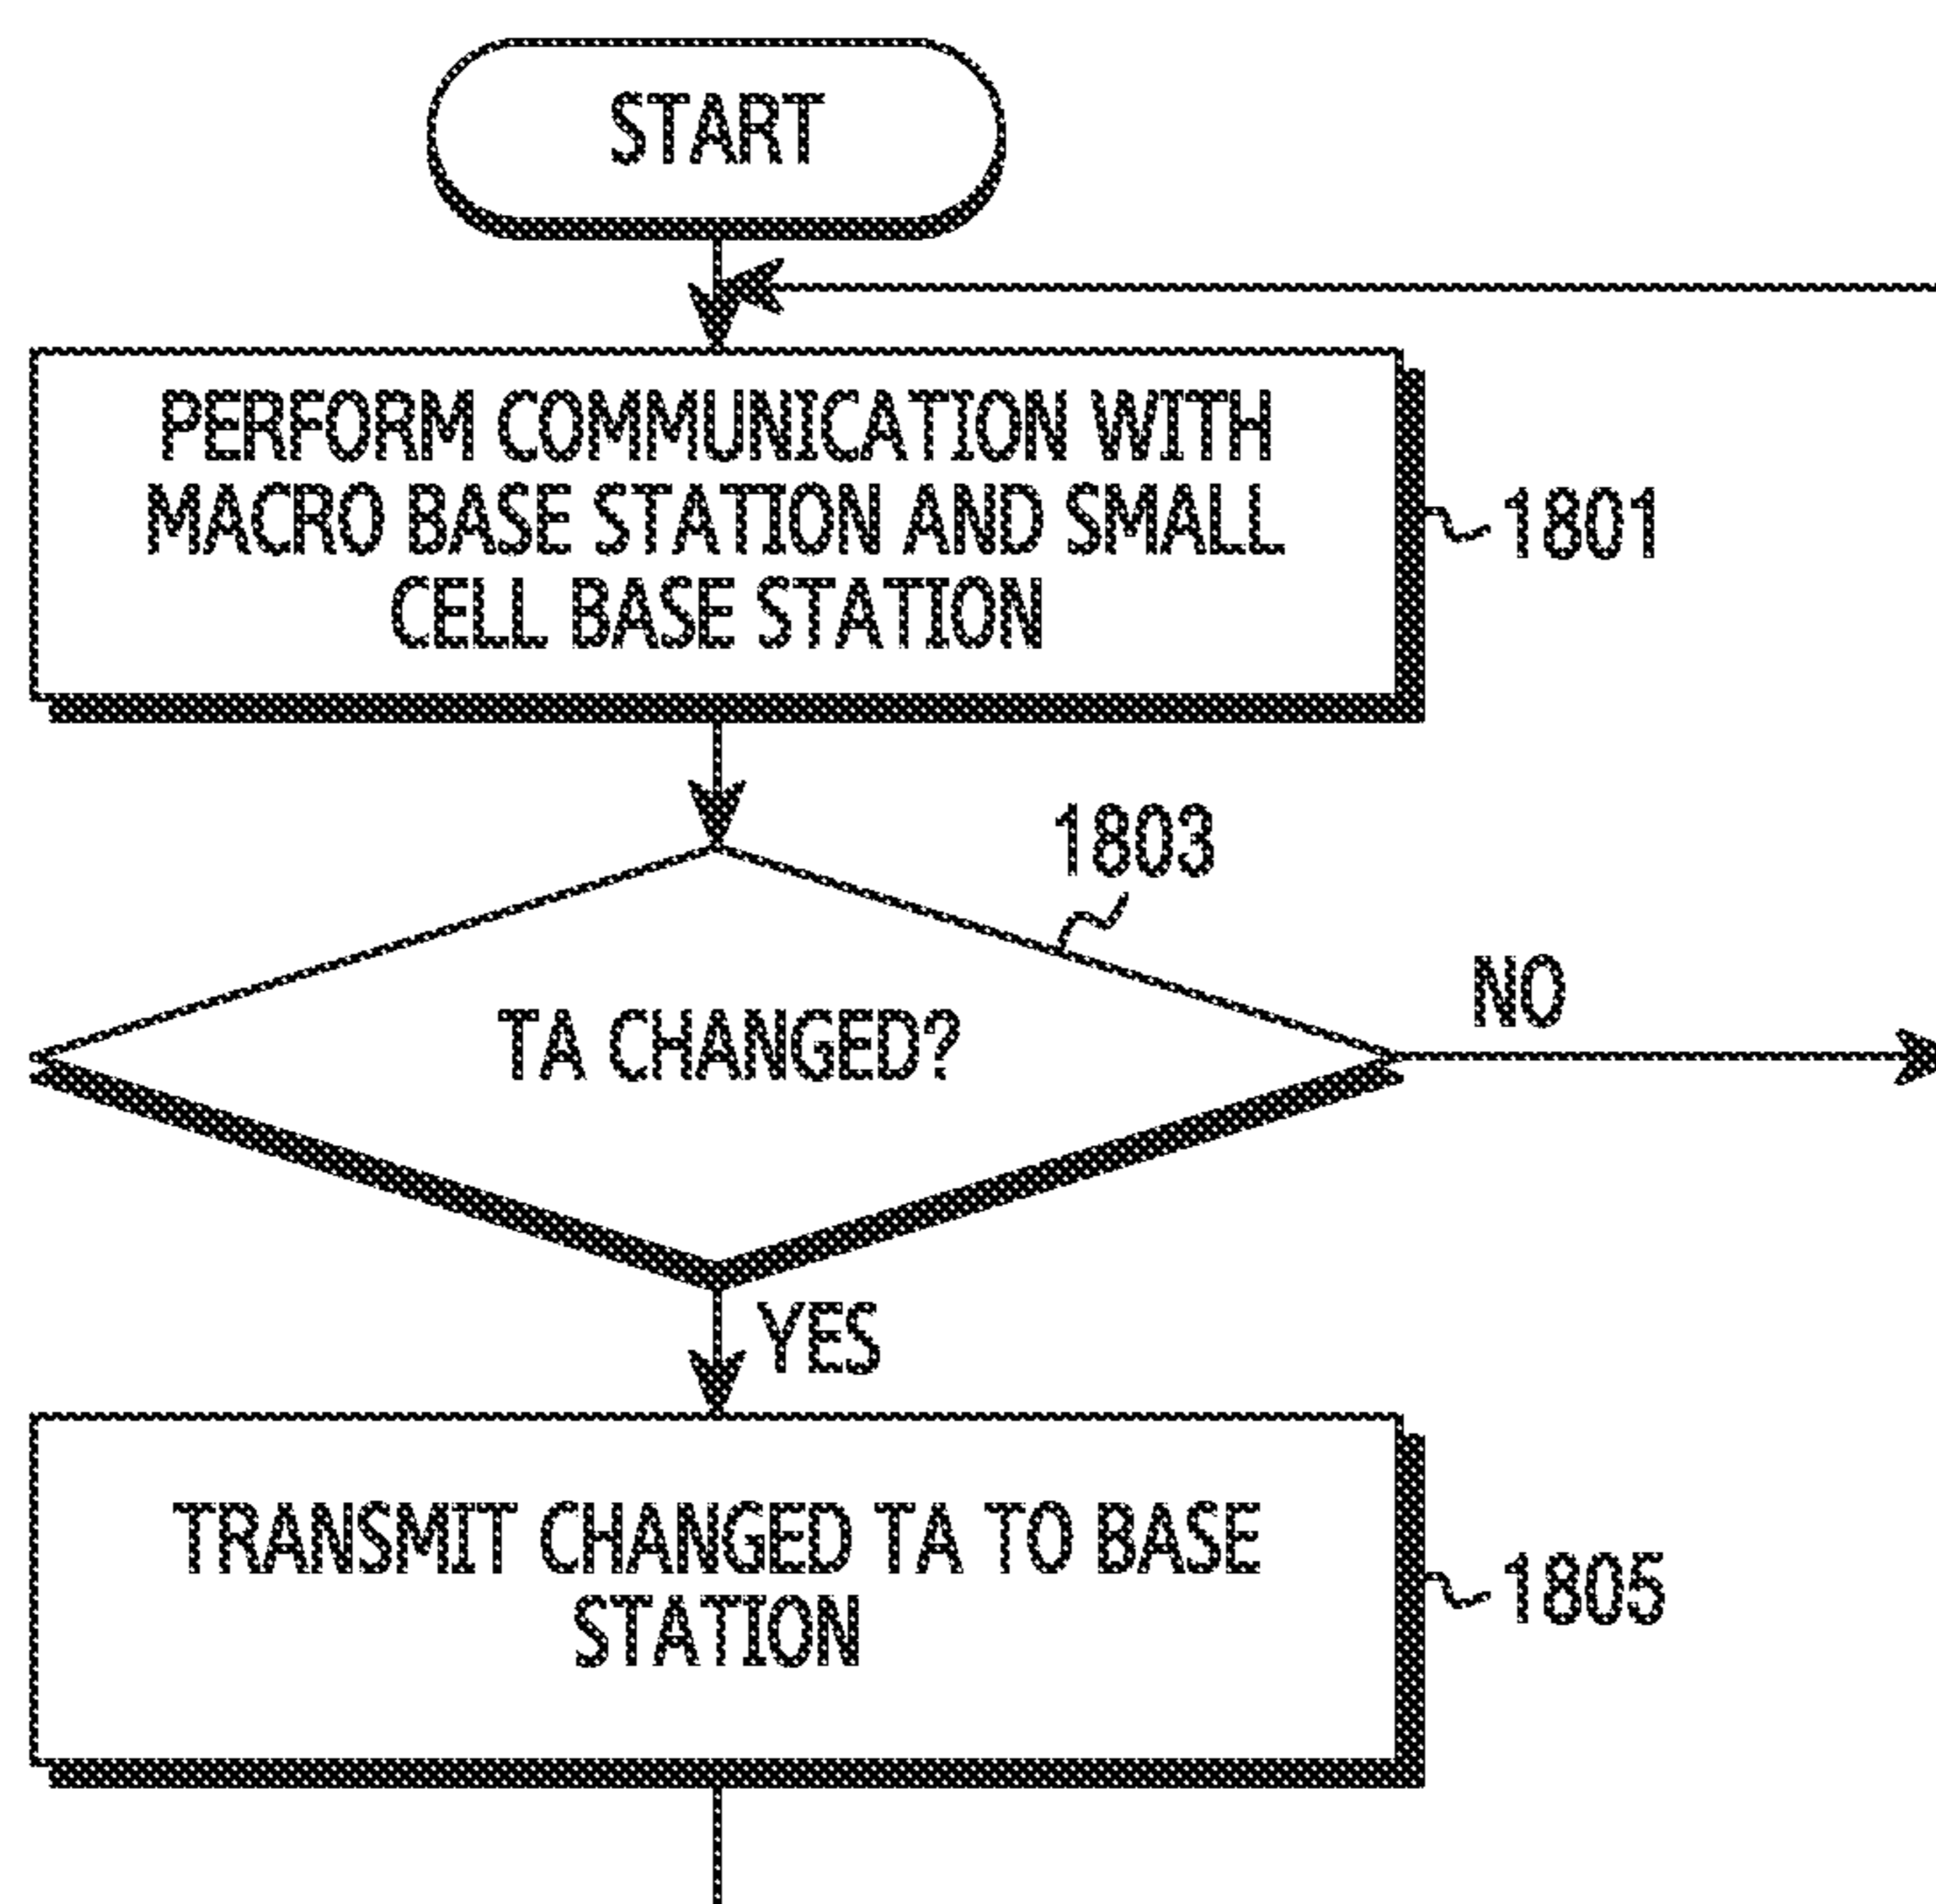 START
PERFORM COMMUNICATION WITH
MACRO BASE STATION AND SMALL
CELL BASE STATION
1801
1803
TA CHANGED?
NO
YES
TRANSMIT CHANGED TA TO BASE
STATION
1805